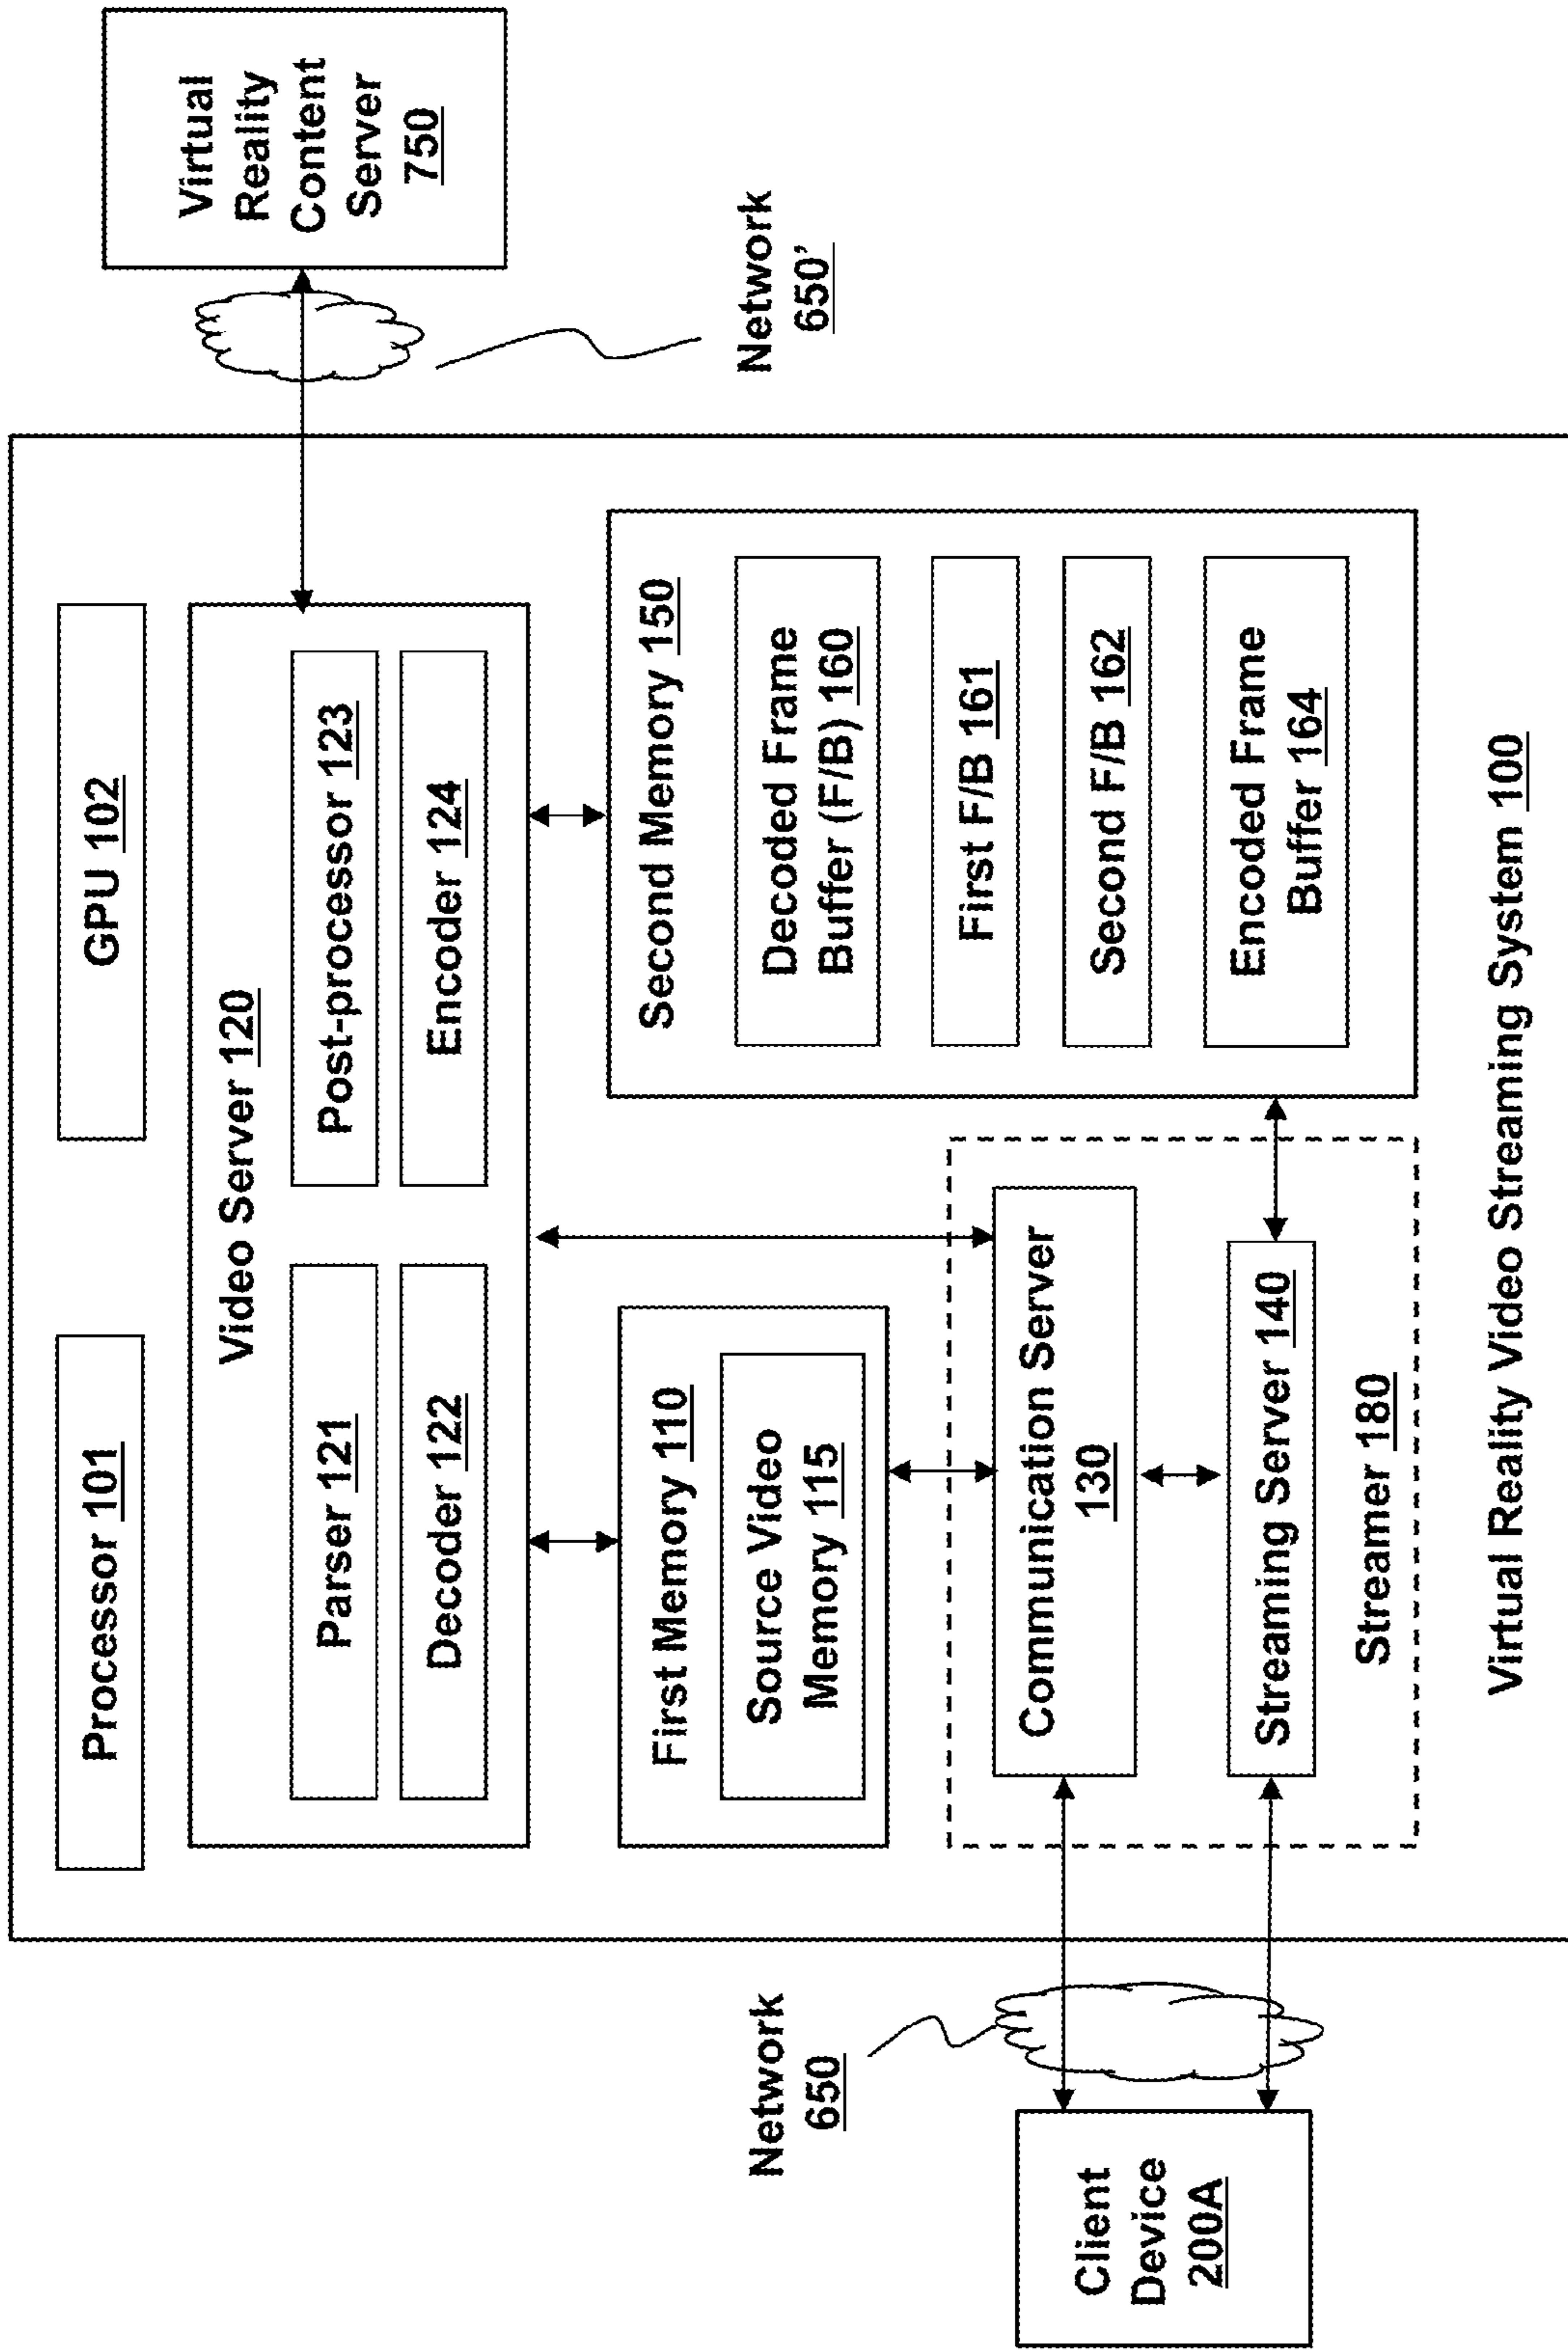 Processor 101
GPU 102
Video Server 120
Parser 121
Post-processor 123
Decoder 122
Encoder 124
First Memory 110
Source Video
Memory 115
Second Memory 150
Decoded Frame
Buffer (F/B) 160
First F/B 161
Second F/B 162
Encoded Frame
Buffer 164
Communication Server
130
Streaming Server 140
Streamer 180
Virtual Reality Video Streaming System 100
Network
650
Client
Device
200A
Virtual
Reality
Content
Server
750
Network
650’